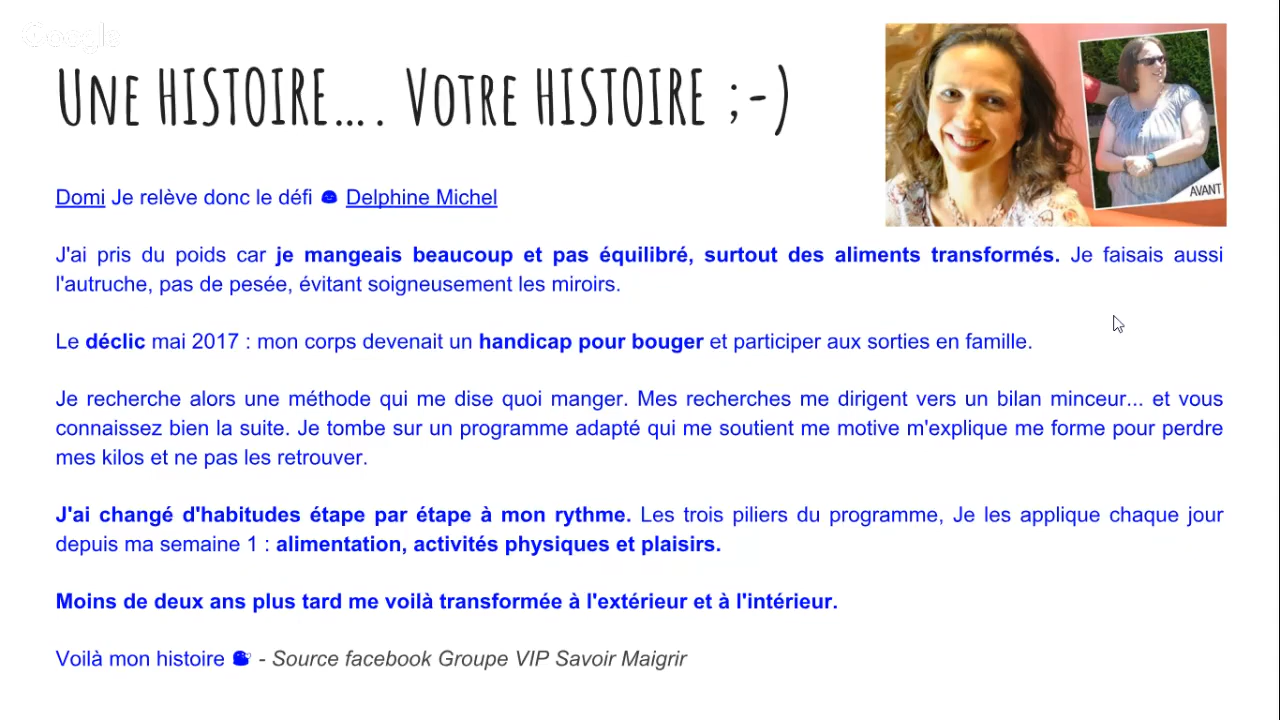 Google
Une HISTOIRE.... Votre HISTOIRE ;-)
AVANT
Domi Je relève donc le défi Delphine Michel
J'ai pris du poids car je mangeais beaucoup et pas équilibré, surtout des aliments transformés. Je faisais aussi
l'autruche, pas de pesée, évitant soigneusement les miroirs.
Le déclic mai 2017 : mon corps devenait un handicap pour bouger et participer aux sorties en famille.
Je recherche alors une méthode qui me dise quoi manger. Mes recherches me dirigent vers un bilan minceur... et vous
connaissez bien la suite. Je tombe sur un programme adapté qui me soutient me motive m'explique me forme pour perdre
mes kilos et ne pas les retrouver.
J'ai changé d'habitudes étape par étape à mon rythme. Les trois piliers du programme, Je les applique chaque jour
depuis ma semaine 1 : alimentation, activités physiques et plaisirs.
Moins de deux ans plus tard me voilà transformée à l'extérieur et à l'intérieur.
Voilà mon histoire - Source facebook Groupe VIP Savoir Maigrir